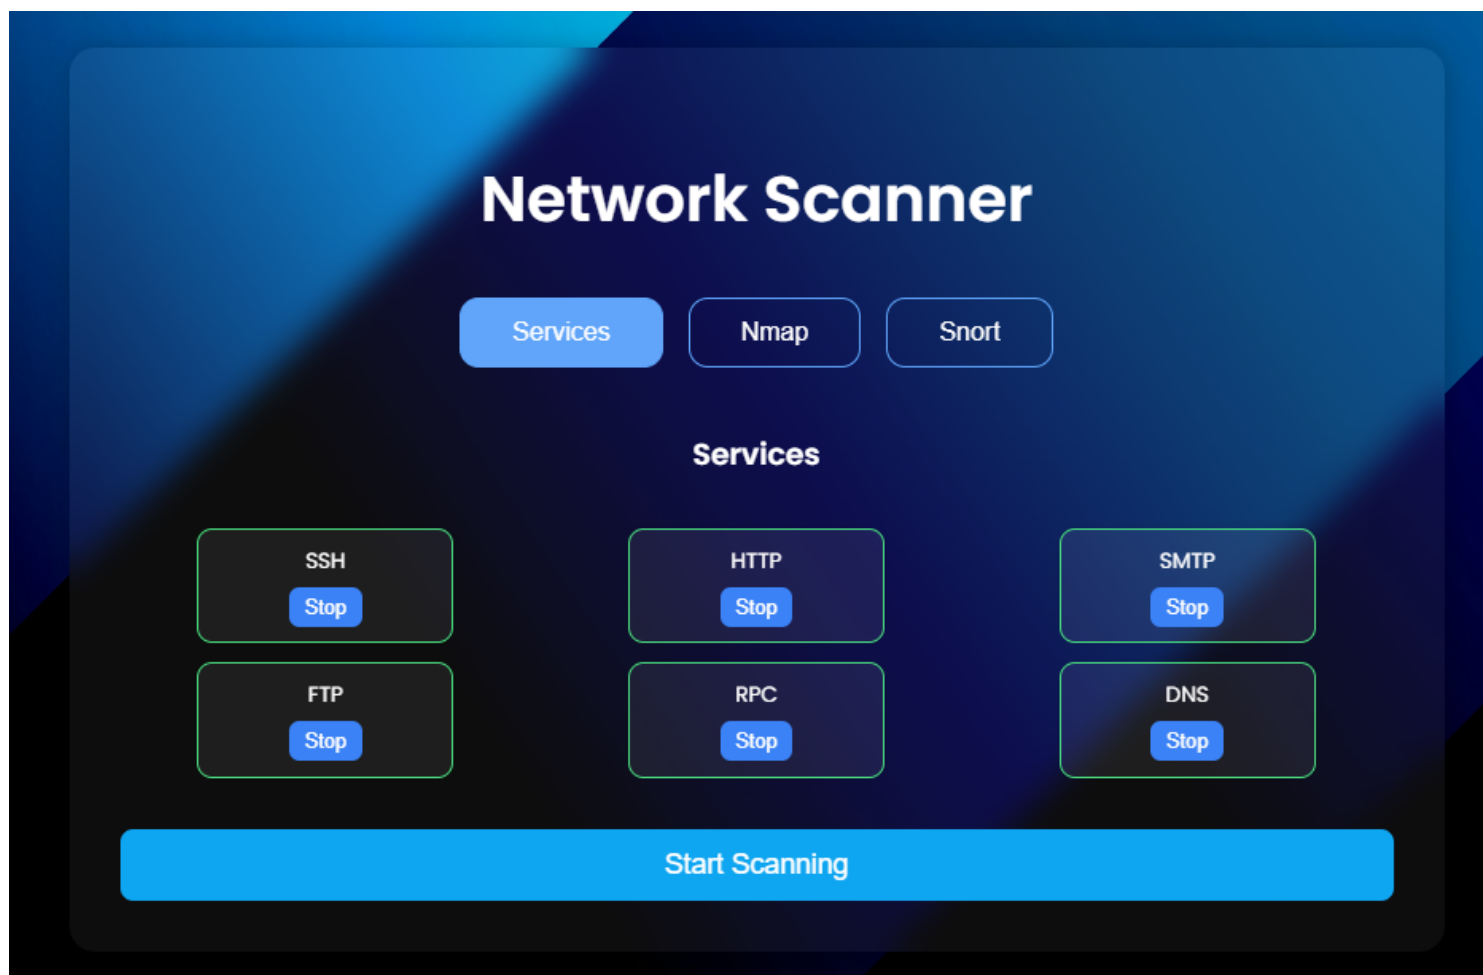 Network Scanner
Services Nmap Snort
Services
SSH HTTP SMTP
Stop Stop Stop
FTP RPC DNS
Stop Stop Stop
Start Scanning